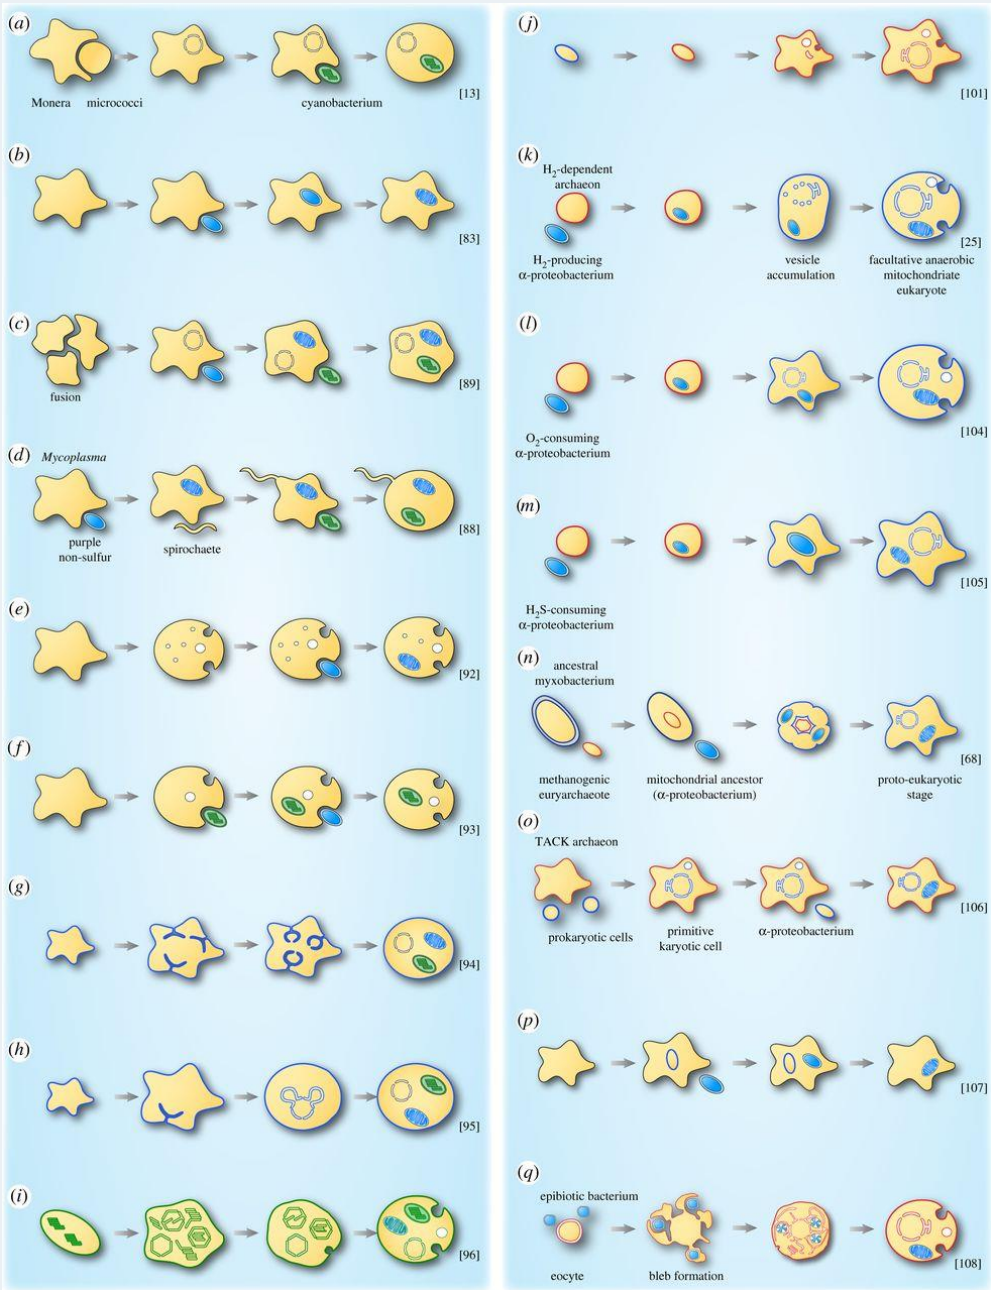 (a)
Monera micrococci
cyanobacterium
[13]
(b)
[83]
(c)
fusion
[89]
(d)
Mycoplasma
purple
non-sulfur
spirochaete
[88]
(e)
[92]
(f)
[93]
(g)
[94]
(h)
[95]
(i)
[96]
(j)
[101]
(k)
H₂-dependent
archaeon
H₂-producing
α-proteobacterium
vesicle
accumulation
[25]
facultative anaerobic
mitochondriate
eukaryote
(l)
O₂-consuming
α-proteobacterium
[104]
(m)
H₂S-consuming
α-proteobacterium
[105]
(n)
ancestral
myxobacterium
methanogenic
euryarchaeote
mitochondrial ancestor
(α-proteobacterium)
[68]
proto-eukaryotic
stage
(o)
TACK archaeon
prokaryotic cells
primitive
karyotic cell
α-proteobacterium
[106]
(p)
[107]
(q)
epibiotic bacterium
eocyte
bleb formation
[108]